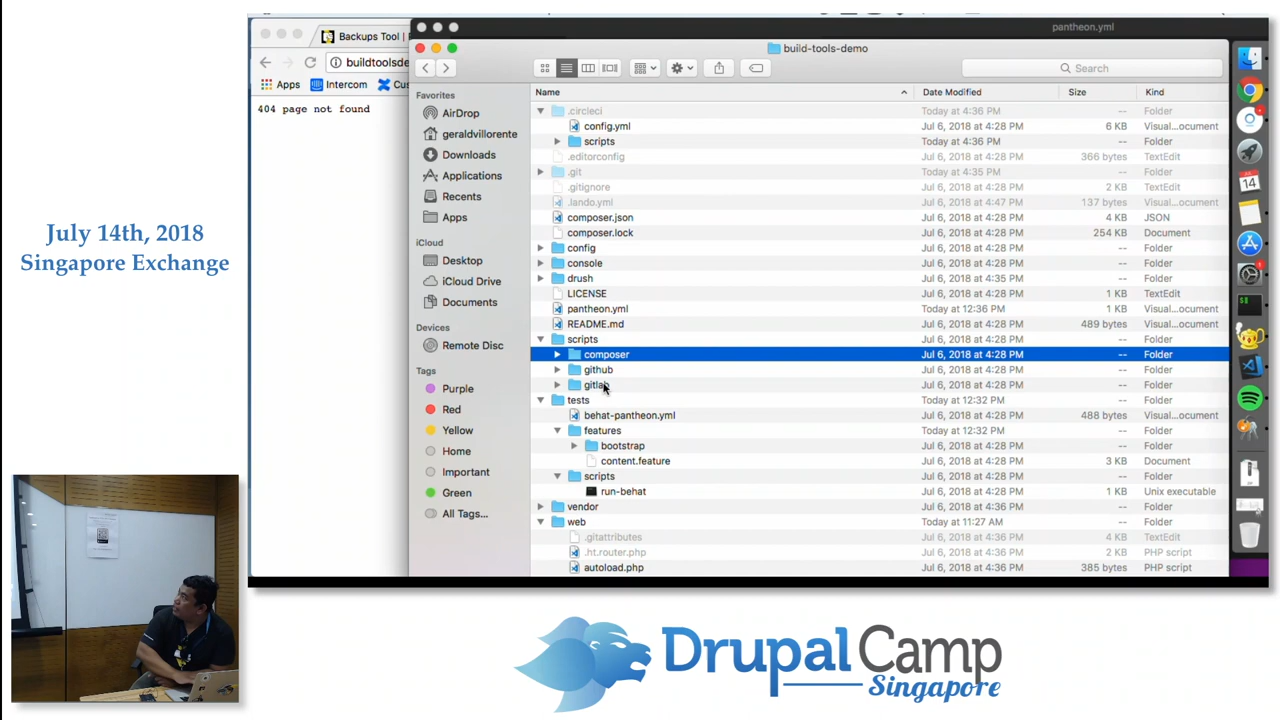 July 14th, 2018
Singapore Exchange
Backups Tool |
buildtoolsde
Apps Intercom Cus
404 page not found
pantheon.yml
build-tools-demo
Search
Favorites
AirDrop
geraldvillorente
Downloads
Applications
Recents
Apps
iCloud
Desktop
iCloud Drive
Documents
Devices
Remote Disc
Tags
Purple
Red
Yellow
Home
Important
Green
All Tags...
Name Date Modified Size Kind
.circleci Today at 4:36 PM -- Folder
config.yml Jul 6, 2018 at 4:28 PM 6 KB Visual...ocument
scripts Today at 4:36 PM -- Folder
.editorconfig Jul 6, 2018 at 4:28 PM 366 bytes TextEdit
.git Today at 4:35 PM -- Folder
.gitignore Jul 6, 2018 at 4:28 PM 2 KB TextEdit
.lando.yml Jul 6, 2018 at 4:47 PM 137 bytes Visual...ocument
composer.json Jul 6, 2018 at 4:28 PM 4 KB JSON
composer.lock Jul 6, 2018 at 4:28 PM 254 KB Document
config Jul 6, 2018 at 4:28 PM -- Folder
console Jul 6, 2018 at 4:28 PM -- Folder
drush Jul 6, 2018 at 4:35 PM -- Folder
LICENSE Jul 6, 2018 at 4:28 PM 1 KB TextEdit
pantheon.yml Today at 12:36 PM 1 KB Visual...ocument
README.md Jul 6, 2018 at 4:28 PM 489 bytes Visual...ocument
scripts Jul 6, 2018 at 4:28 PM -- Folder
composer Jul 6, 2018 at 4:28 PM -- Folder
github Jul 6, 2018 at 4:28 PM -- Folder
gitlab Jul 6, 2018 at 4:28 PM -- Folder
tests Today at 12:32 PM -- Folder
behat-pantheon.yml Jul 6, 2018 at 4:28 PM 488 bytes Visual...ocument
features Today at 12:32 PM -- Folder
bootstrap Jul 6, 2018 at 4:28 PM -- Folder
content.feature Jul 6, 2018 at 4:28 PM 3 KB Document
scripts Jul 6, 2018 at 4:28 PM -- Folder
run-behat Jul 6, 2018 at 4:28 PM 1 KB Unix executable
vendor Jul 6, 2018 at 4:28 PM -- Folder
web Today at 11:27 AM -- Folder
.gitattributes Jul 6, 2018 at 4:36 PM 4 KB TextEdit
.ht.router.php Jul 6, 2018 at 4:36 PM 2 KB PHP script
autoload.php Jul 6, 2018 at 4:36 PM 385 bytes PHP script
14
DrupalCamp
Singapore